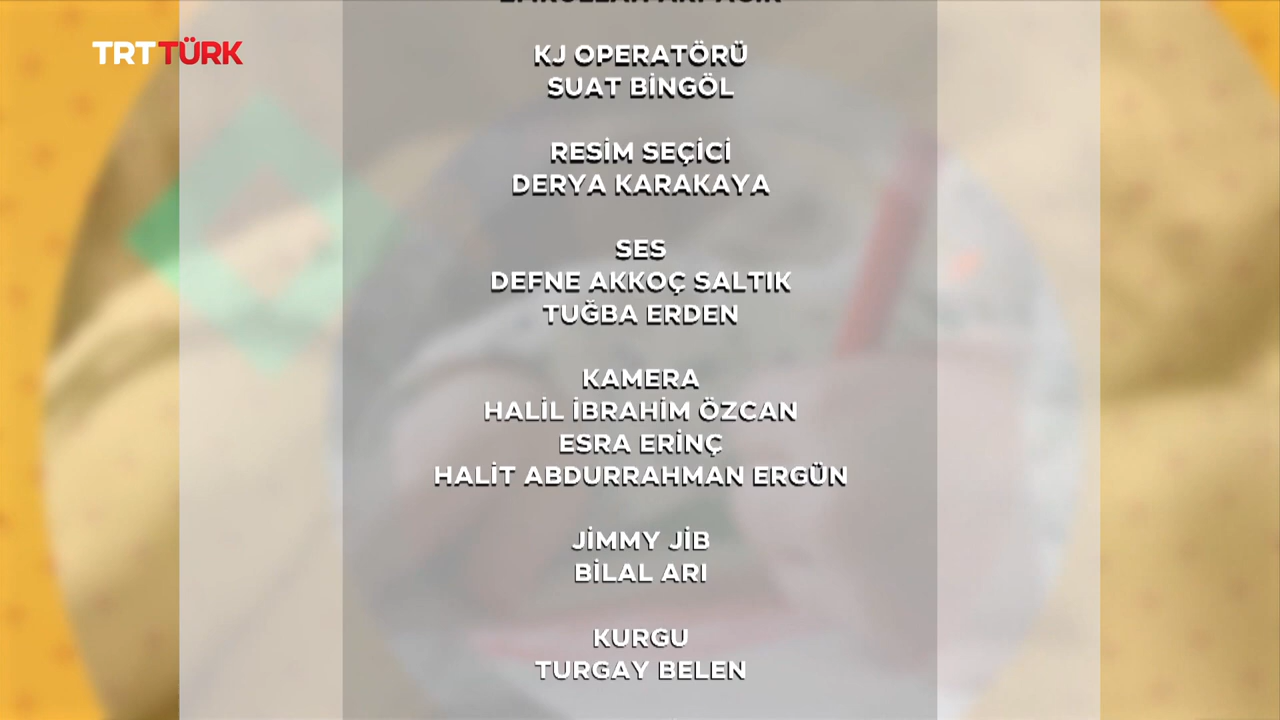 TRT TÜRK
KJ OPERATÖRÜ
SUAT BİNGÖL
RESİM SEÇİCİ
DERYA KARAKAYA
SES
DEFNE AKKOÇ SALTIK
TUĞBA ERDEN
KAMERA
HALİL İBRAHİM ÖZCAN
ESRA ERİNÇ
HALİT ABDURRAHMAN ERGÜN
JİMMY JİB
BİLAL ARI
KURGU
TURGAY BELEN